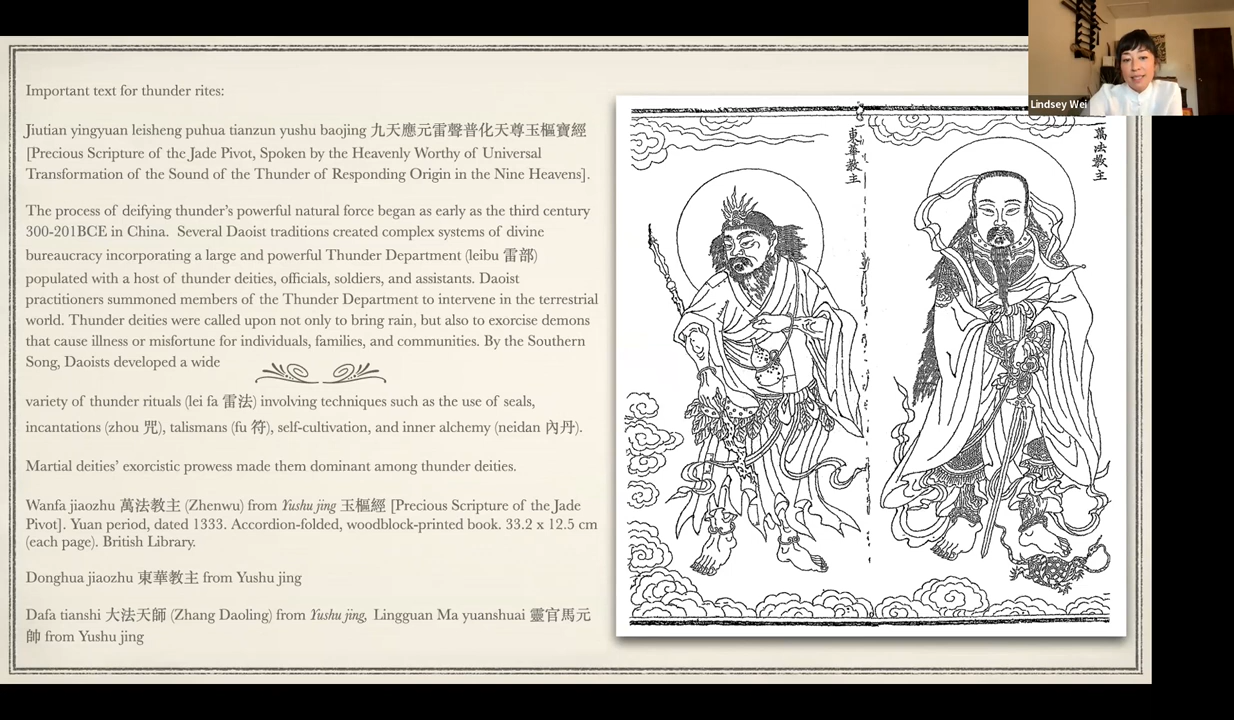 Important text for thunder rites:
Jiutian yingyuan leisheng puhua tianzun yushu baojing 九天應元雷聲普化天尊玉樞寶經
[Precious Scripture of the Jade Pivot, Spoken by the Heavenly Worthy of Universal
Transformation of the Sound of the Thunder of Responding Origin in the Nine Heavens].
The process of deifying thunder's powerful natural force began as early as the third century
300-201BCE in China.  Several Daoist traditions created complex systems of divine
bureaucracy incorporating a large and powerful Thunder Department (leibu 雷部)
populated with a host of thunder deities, officials, soldiers, and assistants. Daoist
practitioners summoned members of the Thunder Department to intervene in the terrestrial
world. Thunder deities were called upon not only to bring rain, but also to exorcise demons
that cause illness or misfortune for individuals, families, and communities. By the Southern
Song, Daoists developed a wide
variety of thunder rituals (lei fa 雷法) involving techniques such as the use of seals,
incantations (zhou 咒), talismans (fu 符), self-cultivation, and inner alchemy (neidan 內丹).
Martial deities' exorcistic prowess made them dominant among thunder deities.
Wanfa jiaozhu 萬法教主 (Zhenwu) from Yushu jing 玉樞經 [Precious Scripture of the Jade
Pivot]. Yuan period, dated 1333. Accordion-folded, woodblock-printed book. 33.2 x 12.5 cm
(each page). British Library.
Donghua jiaozhu 東華教主 from Yushu jing
Dafa tianshi 大法天師 (Zhang Daoling) from Yushu jing, Lingguan Ma yuanshuai 靈官馬元
帥 from Yushu jing
萬法教主
東華教主
Lindsey Wei